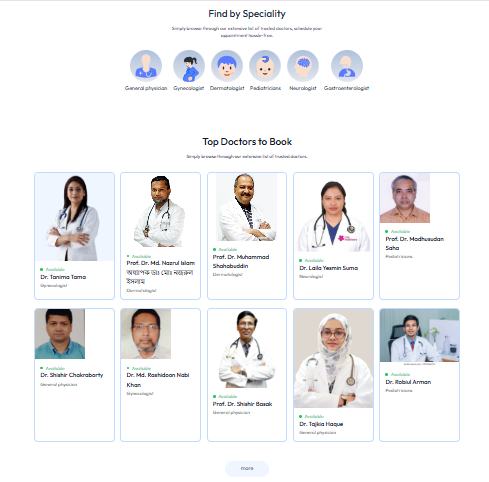 Find by Speciality
Simply browse through our extensive list of trusted doctors, schedule your
appointment hassle-free.
General physician
Gynecologist
Dermatologist
Pediatricians
Neurologist
Gastroenterologist
Top Doctors to Book
Simply browse through our extensive list of trusted doctors.
Available
Dr. Tanima Tama
Gynecologist
Available
Prof. Dr. Md. Nazrul Islam
অধ্যাপক ডাঃ মোঃ নজরুল
ইসলাম
Dermatologist
Available
Prof. Dr. Muhammad
Shahabuddin
Dermatologist
Available
Dr. Laila Yesmin Suma
Neurologist
Available
Prof. Dr. Madhusudan
Saha
Pediatricians
Available
Dr. Shishir Chakraborty
General physician
Available
Dr. Md. Rashidoon Nabi
Khan
Gynecologist
Available
Prof. Dr. Shishir Basak
General physician
Available
Dr. Tajkia Haque
General physician
Available
Dr. Robiul Arman
Pediatricians
more